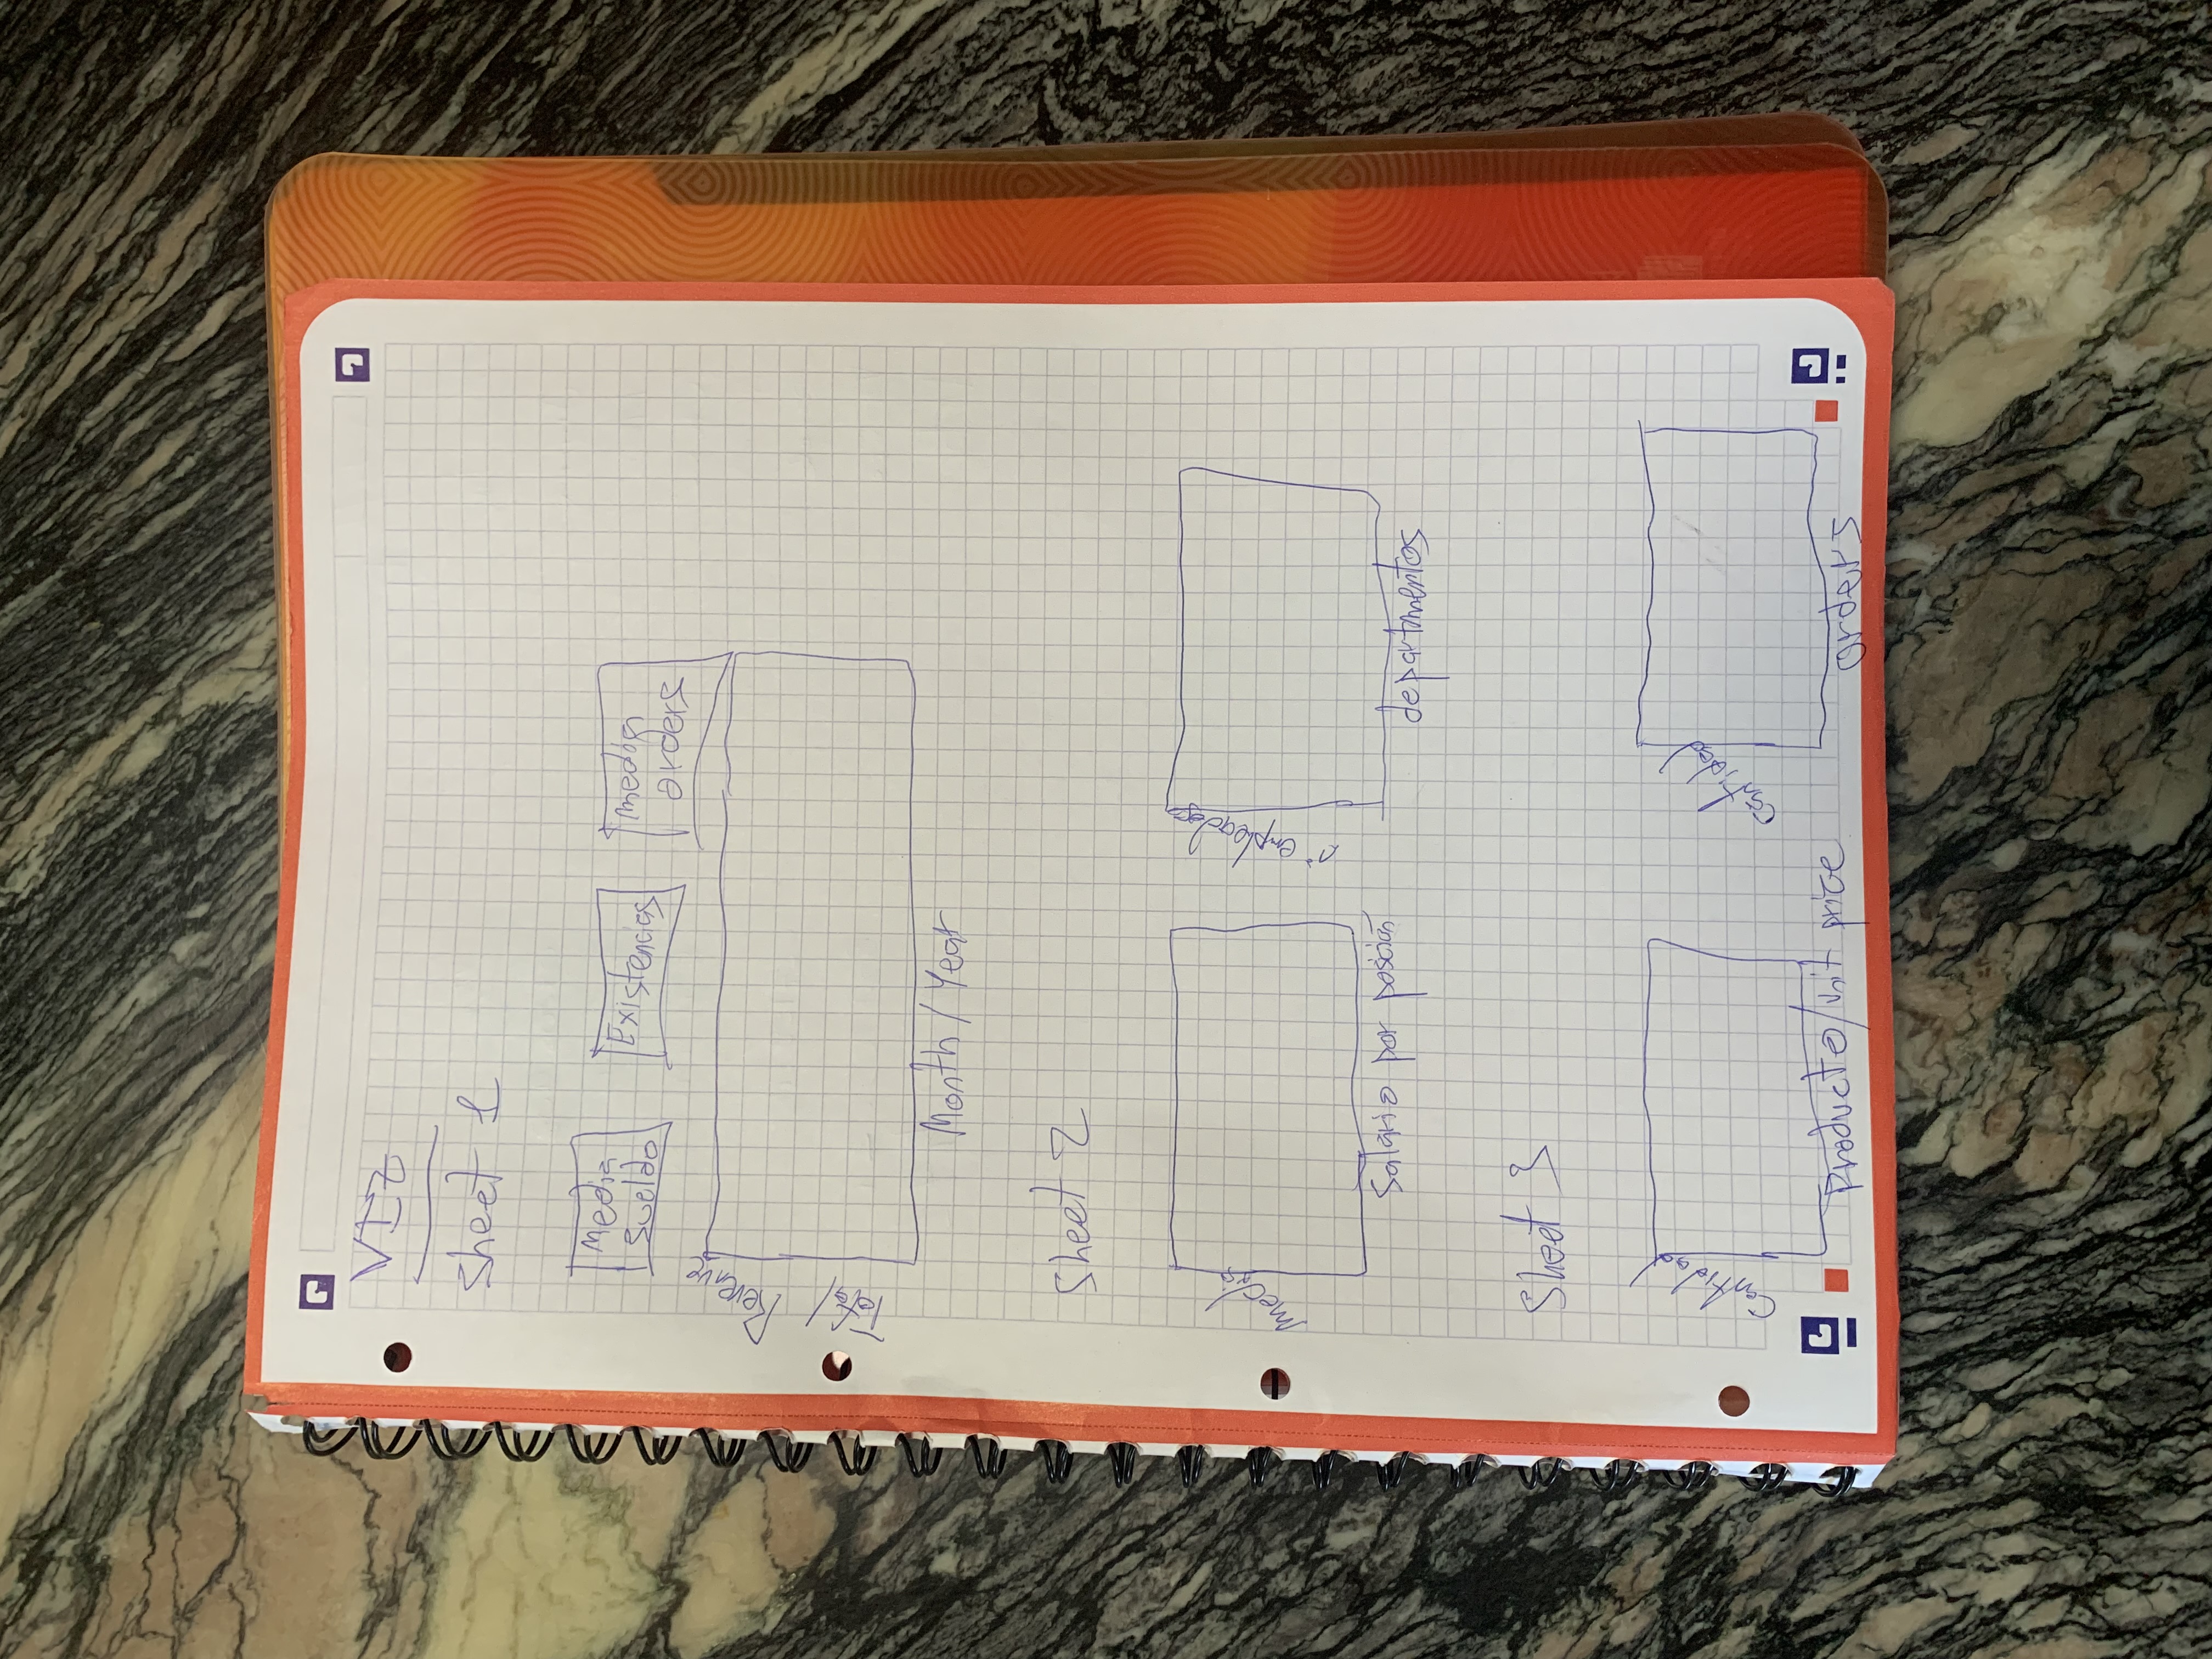 VIZ
Sheet 1
Media
sueldo
Existencias
media
orders
Total Revenue
Month / Year
Sheet 2
Media
Salario por posición
nº empleados
departamentos
Sheet 3
Cantidad
Producto/unit price
Cantidad
orders